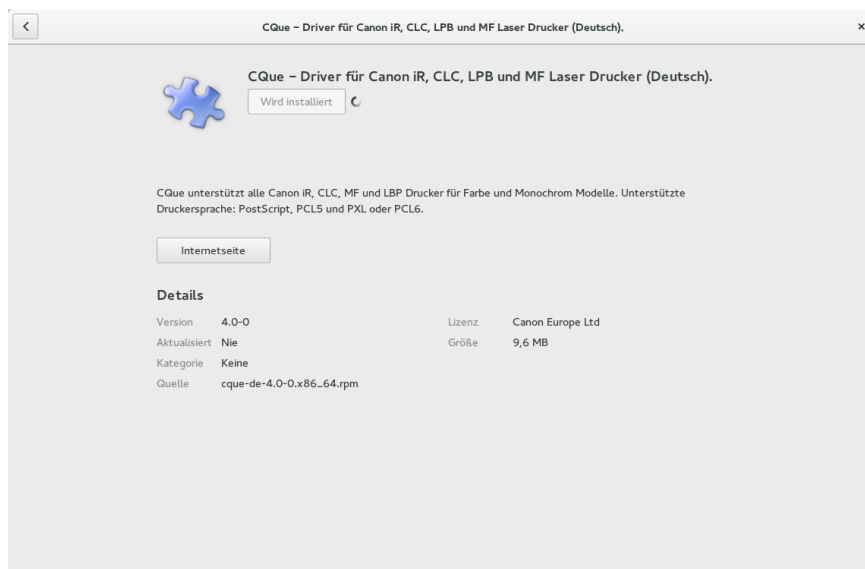 CQue – Driver für Canon iR, CLC, LPB und MF Laser Drucker (Deutsch).
CQue – Driver für Canon iR, CLC, LPB und MF Laser Drucker (Deutsch).
Wird installiert
CQue unterstützt alle Canon iR, CLC, MF und LBP Drucker für Farbe und Monochrom Modelle. Unterstützte
Druckersprache: PostScript, PCL5 und PXL oder PCL6.
Internetseite
Details
Version 4.0-0 Lizenz Canon Europe Ltd
Aktualisiert Nie Größe 9,6 MB
Kategorie Keine
Quelle cque-de-4.0-0.x86_64.rpm